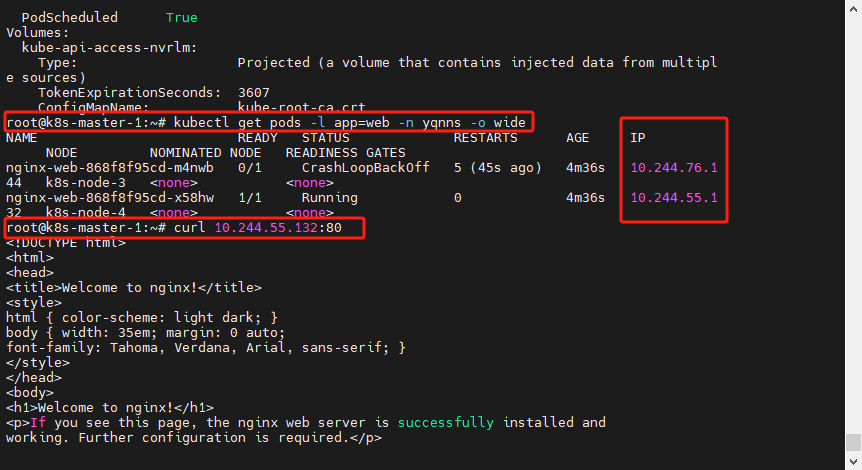 PodScheduled      True
Volumes:
kube-api-access-nvrlm:
Type:                    Projected (a volume that contains injected data from multipl
e sources)
TokenExpirationSeconds:  3607
ConfigMapName:           kube-root-ca.crt
root@k8s-master-1:~# kubectl get pods -l app=web -n yqnns -o wide
NAME                         READY   STATUS             RESTARTS      AGE     IP
NODE         NOMINATED NODE   READINESS GATES
nginx-web-868f8f95cd-m4nwb   0/1     CrashLoopBackOff   5 (45s ago)   4m36s   10.244.76.1
44   k8s-node-3   <none>           <none>
nginx-web-868f8f95cd-x58hw   1/1     Running            0             4m36s   10.244.55.1
32   k8s-node-4   <none>           <none>
root@k8s-master-1:~# curl 10.244.55.132:80
<!DOCTYPE html>
<html>
<head>
<title>Welcome to nginx!</title>
<style>
html { color-scheme: light dark; }
body { width: 35em; margin: 0 auto;
font-family: Tahoma, Verdana, Arial, sans-serif; }
</style>
</head>
<body>
<h1>Welcome to nginx!</h1>
<p>If you see this page, the nginx web server is successfully installed and
working. Further configuration is required.</p>